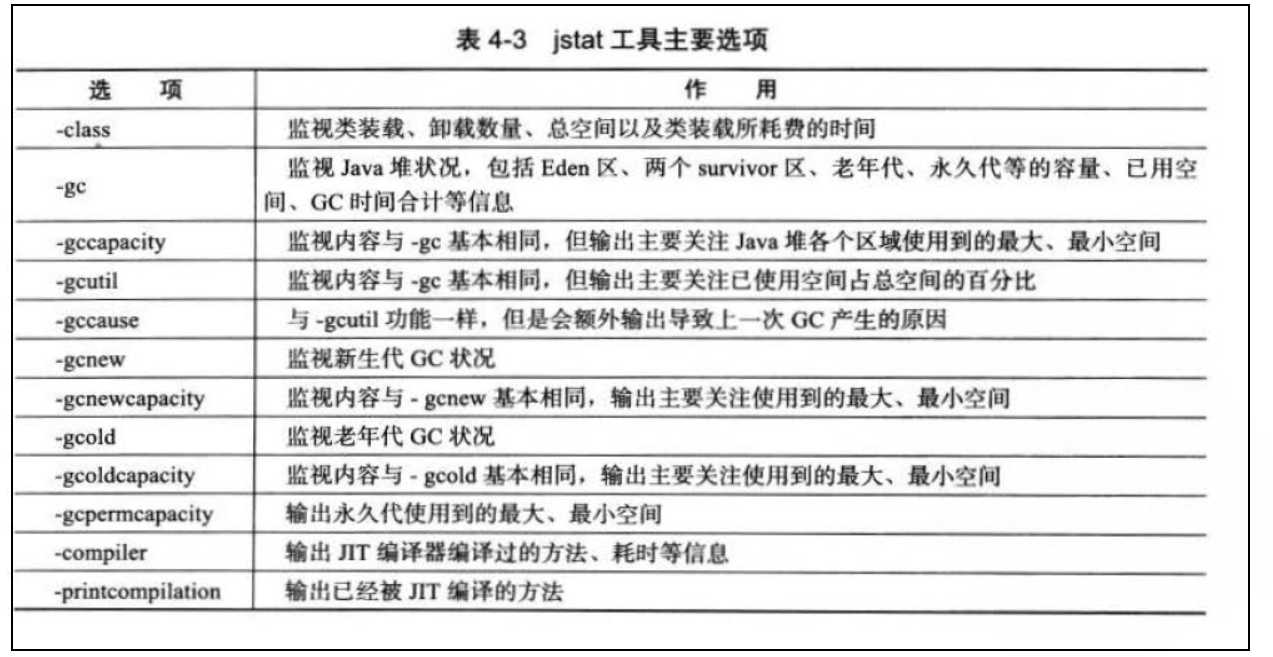 表 4-3 jstat 工具主要选项
选 项 作 用
-class 监视类装载、卸载数量、总空间以及类装载所耗费的时间
-gc 监视 Java 堆状况，包括 Eden 区、两个 survivor 区、老年代、永久代等的容量、已用空
间、GC 时间合计等信息
-gccapacity 监视内容与 -gc 基本相同，但输出主要关注 Java 堆各个区域使用到的最大、最小空间
-gcutil 监视内容与 -gc 基本相同，但输出主要关注已使用空间占总空间的百分比
-gccause 与 -gcutil 功能一样，但是会额外输出导致上一次 GC 产生的原因
-gcnew 监视新生代 GC 状况
-gcnewcapacity 监视内容与 - gcnew 基本相同，输出主要关注使用到的最大、最小空间
-gcold 监视老年代 GC 状况
-gcoldcapacity 监视内容与 - gcold 基本相同，输出主要关注使用到的最大、最小空间
-gcpermcapacity 输出永久代使用到的最大、最小空间
-compiler 输出 JIT 编译器编译过的方法、耗时等信息
-printcompilation 输出已经被 JIT 编译的方法